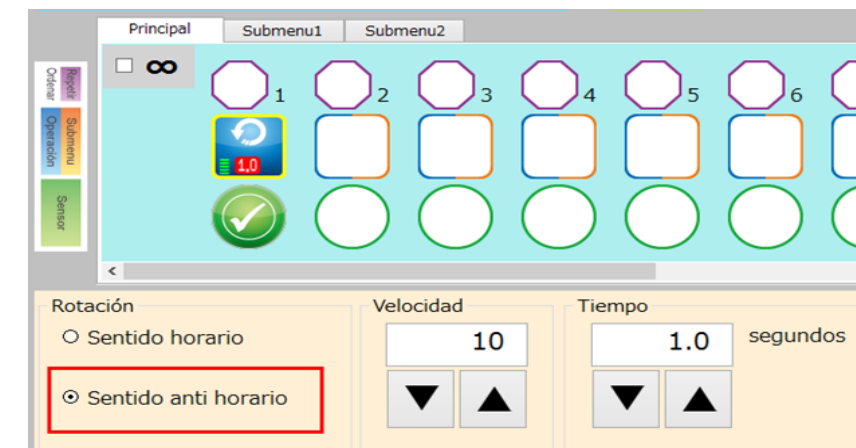 Principal Submenu1 Submenu2
∞
Repetir
Ordenar
1 2 3 4 5 6
Submenu
Operación
1,0
Sensor
<
Rotación Velocidad Tiempo
Sentido horario 10 1.0 segundos
Sentido anti horario